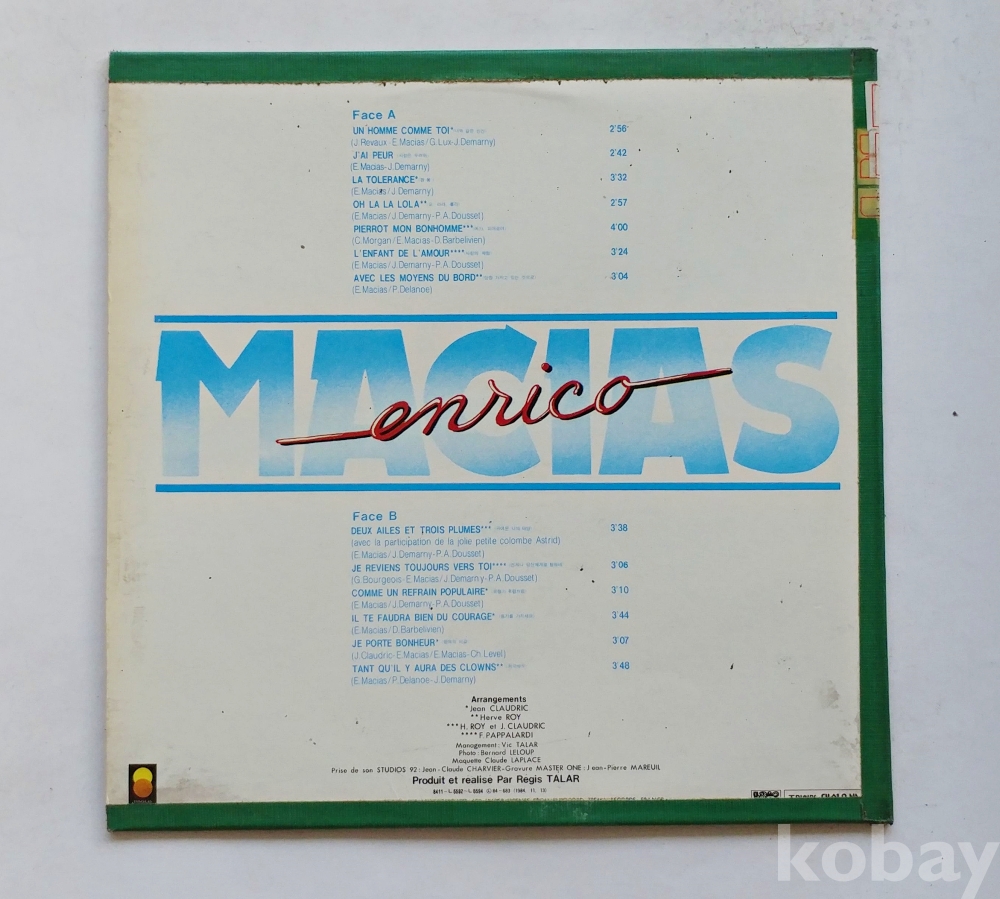 Face A
UN HOMME COMME TOI* 2'56"
(J.Revaux-E.Macias/G.Lux-J.Demarny)
J'AI PEUR 2'42
(E.Macias-J.Demarny)
LA TOLERANCE* 3'32
(E.Macias/J.Demarny)
OH LA LA LOLA** 2'57
(E.Macias/J.Demarny-P.A.Dousset)
PIERROT MON BONHOMME*** 4'00
(C.Morgan/E.Macias-D.Barbelivien)
L'ENFANT DE L'AMOUR**** 3'24
(E.Macias/J.Demarny-P.A.Dousset)
AVEC LES MOYENS DU BORD** 3'04
(E.Macias/P.Delanoe)
MACIAS
enrico
Face B
DEUX AILES ET TROIS PLUMES*** 3'38
(avec la participation de la jolie petite colombe Astrid)
(E.Macias/J.Demarny-P.A.Dousset)
JE REVIENS TOUJOURS VERS TOI**** 3'06
(G.Bourgeois-E.Macias/J.Demarny-P.A.Dousset)
COMME UN REFRAIN POPULAIRE* 3'10
(E.Macias/J.Demarny-P.A.Dousset)
IL TE FAUDRA BIEN DU COURAGE* 3'44
(E.Macias/D.Barbelivien)
JE PORTE BONHEUR* 3'07
(J.Claudric-E.Macias/E.Macias-Ch.Level)
TANT QU'IL Y AURA DES CLOWNS** 3'48
(E.Macias/P.Delanoe-J.Demarny)
Arrangements
*Jean CLAUDRIC
**Herve ROY
***H.ROY et J.CLAUDRIC
****F.PAPPALARDI
Management: Vic TALAR
Photo: Bernard LELOUP
Maquette Claude LAPLACE
Prise de son STUDIOS 92: Jean-Claude CHARVIER-Gravure MASTER ONE: Jean-Pierre MAREUIL
Produit et realise Par Regis TALAR
STEREO
kobay